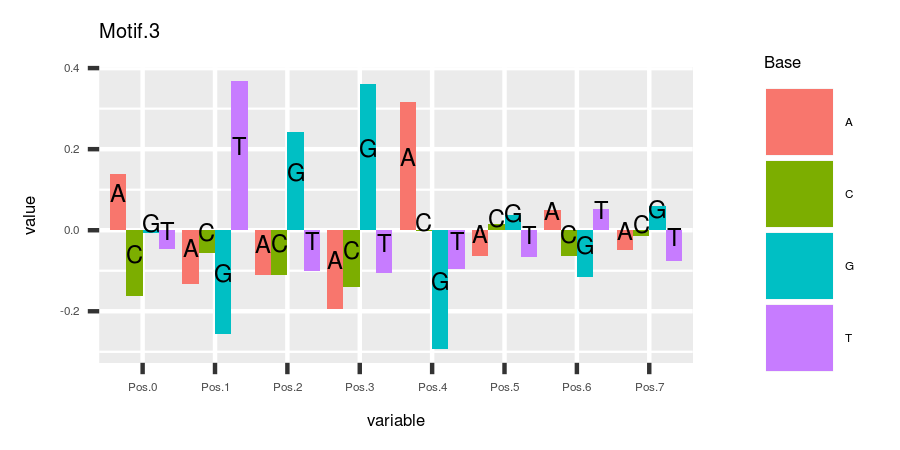 Motif.3
Base
0.4
0.2
0.0
-0.2
value
A C G T A C G T A C G T A C G T A C G T A C G T A C G T A C G T
Pos.0 Pos.1 Pos.2 Pos.3 Pos.4 Pos.5 Pos.6 Pos.7
variable
A
C
G
T